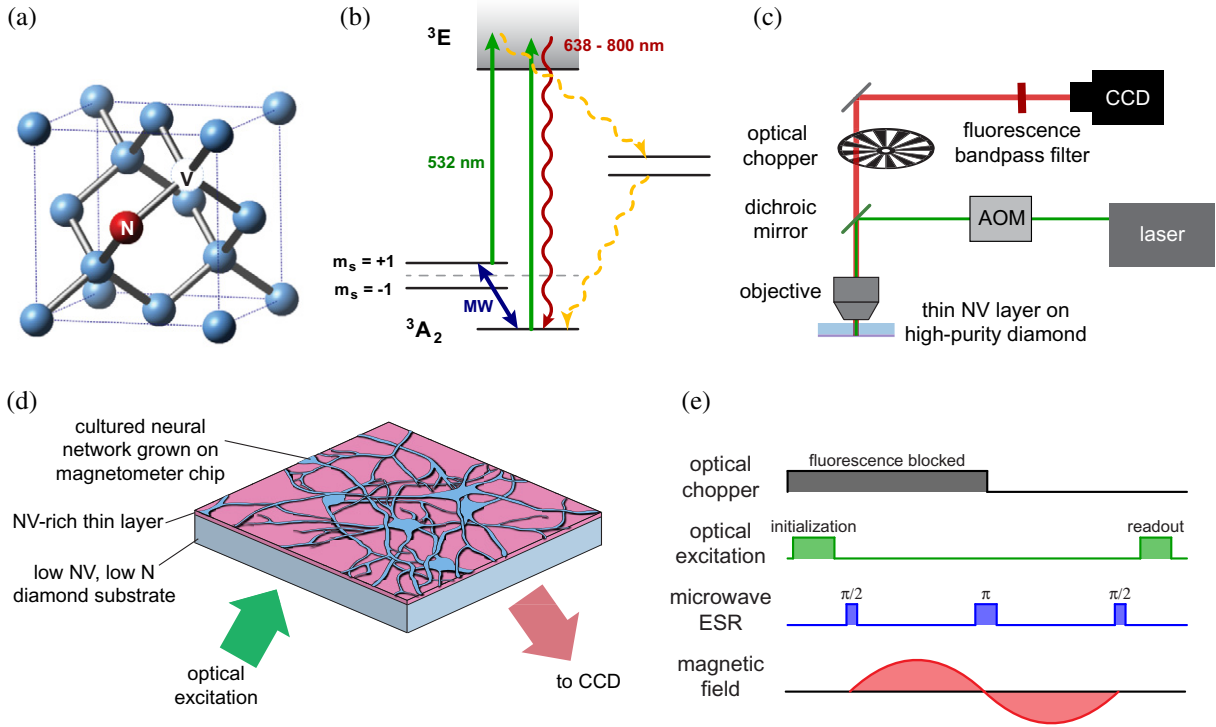 (a)
V
N
(b)
³E
638 - 800 nm
532 nm
mₛ = +1
mₛ = -1
MW
³A₂
(c)
CCD
optical
chopper
fluorescence
bandpass filter
dichroic
mirror
AOM
laser
objective
thin NV layer on
high-purity diamond
(d)
cultured neural
network grown on
magnetometer chip
NV-rich thin layer
low NV, low N
diamond substrate
optical
excitation
to CCD
(e)
optical
chopper
fluorescence blocked
optical
excitation
initialization
readout
microwave
ESR
π/2
π
π/2
magnetic
field